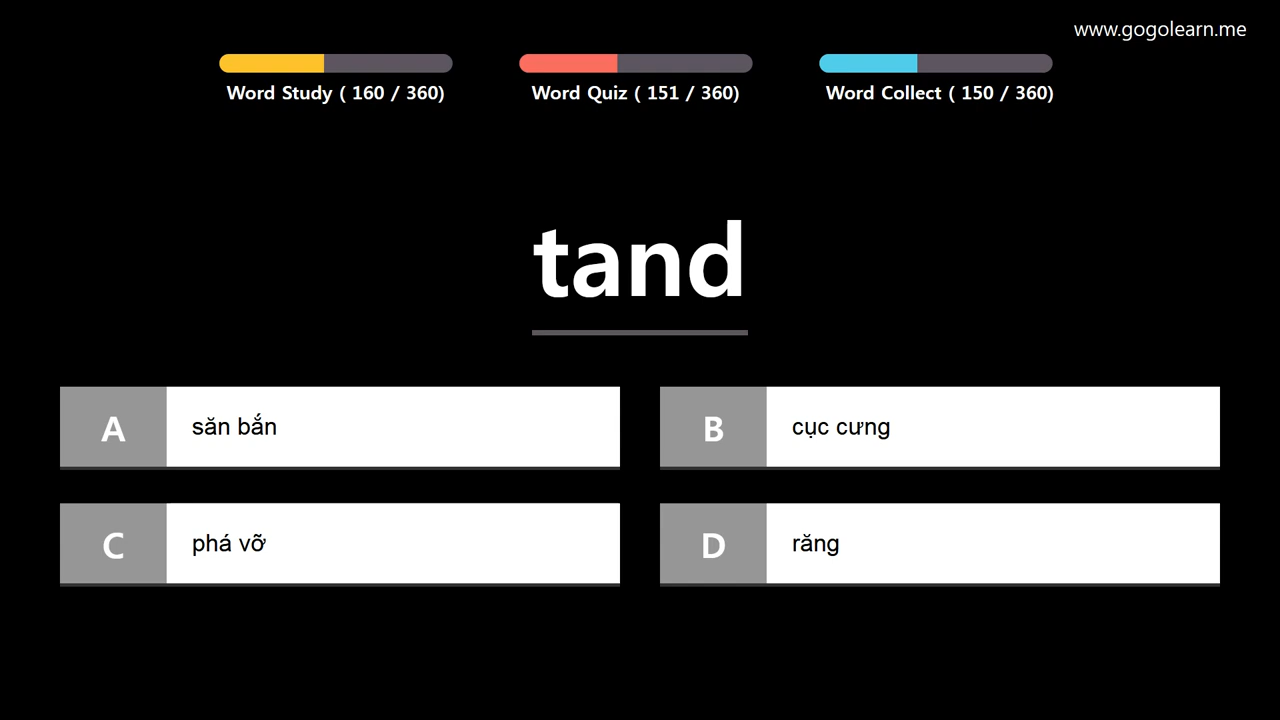 www.gogolearn.me
Word Study ( 160 / 360)
Word Quiz ( 151 / 360)
Word Collect ( 150 / 360)
tand
A săn bắn
B cục cưng
C phá vỡ
D răng